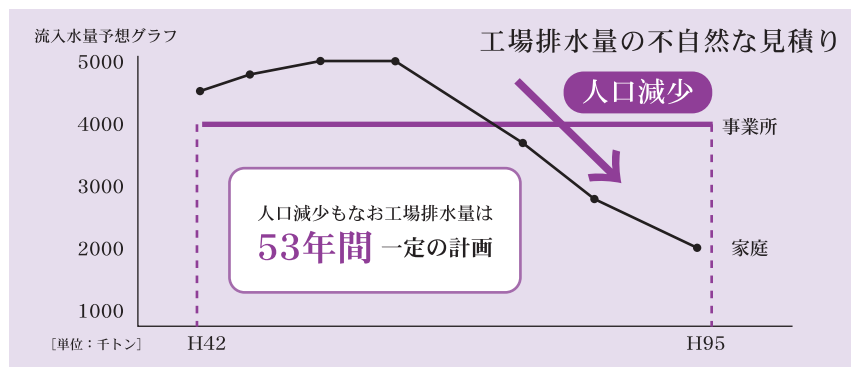 流入水量予想グラフ
工場排水量の不自然な見積り
5000
人口減少
4000
事業所
3000
人口減少もなお工場排水量は
53年間 一定の計画
2000
家庭
1000
［単位：千トン］
H42
H95